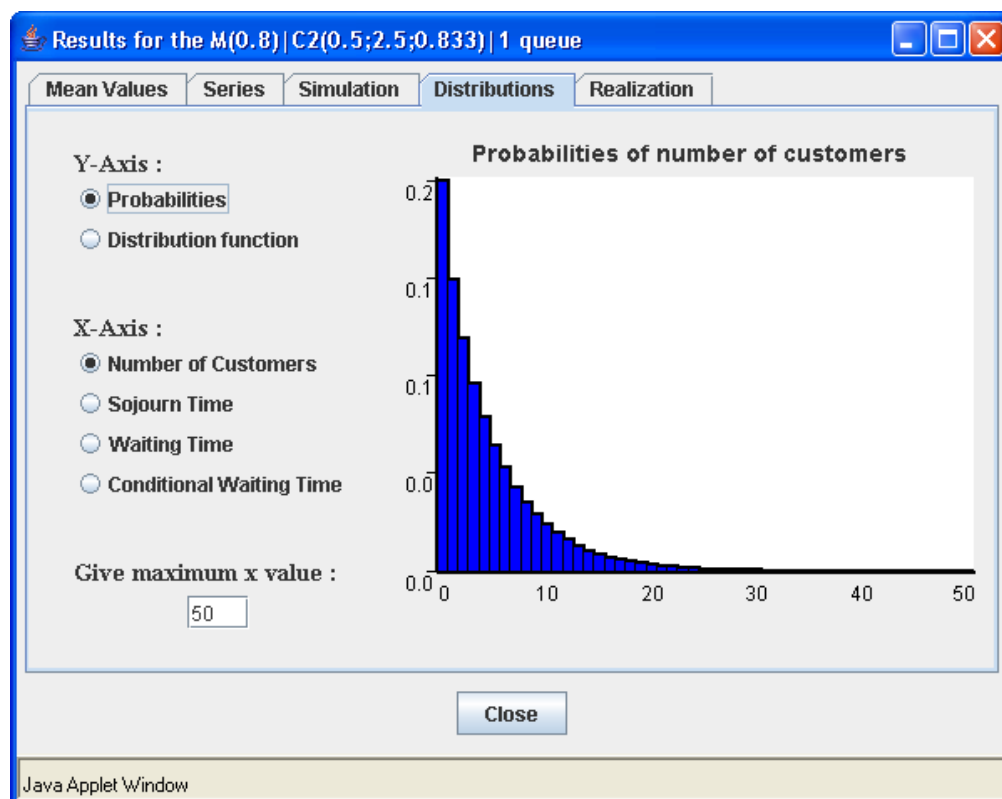 Results for the M(0.8)|C2(0.5;2.5;0.833)|1 queue
Mean Values Series Simulation Distributions Realization
Probabilities of number of customers
Y-Axis :
Probabilities
Distribution function
X-Axis :
Number of Customers
Sojourn Time
Waiting Time
Conditional Waiting Time
Give maximum x value :
50
0.2
0.1
0.1
0.0
0.0
0 10 20 30 40 50
Close
Java Applet Window